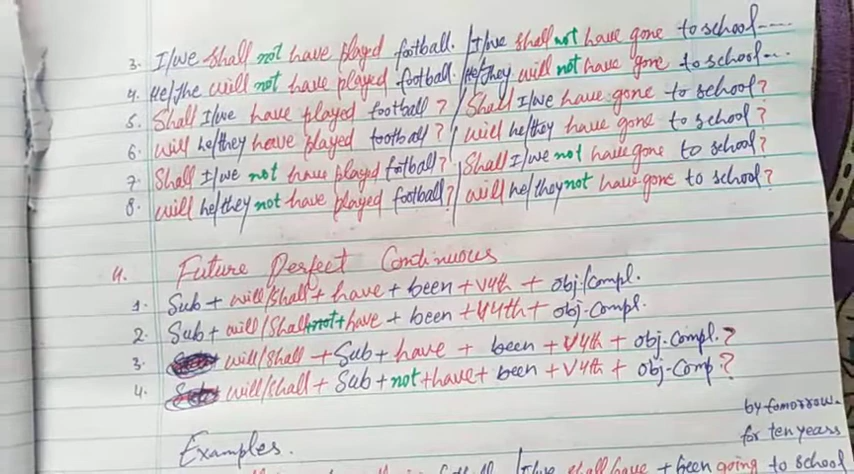 3. I/we shall not have played football. / I/we shall not have gone to school----
4. He/The will not have played football. /He/They will not have gone to school--.
5. Shall I/we have played football? / Shall I/we have gone to school?
6. will he/they have played football? / will he/they have gone to school?
7. Shall I/we not have played football? / Shall I/we not have gone to school?
8. will he/they not have played football? / will he/they not have gone to school?
4. Future Perfect Continuous
1. Sub + will/shall + have + been + V4th + obj/compl.
2. Sub + will/Shall+not+have + been + V4th + obj-Compl.
3. will/shall + Sub + have + been + V4th + obj-Compl.?
4. will/shall + Sub + not + have + been + V4th + obj-Comp.?
by tomorrow.
for ten years
Examples.
I/we shall have + been going to school